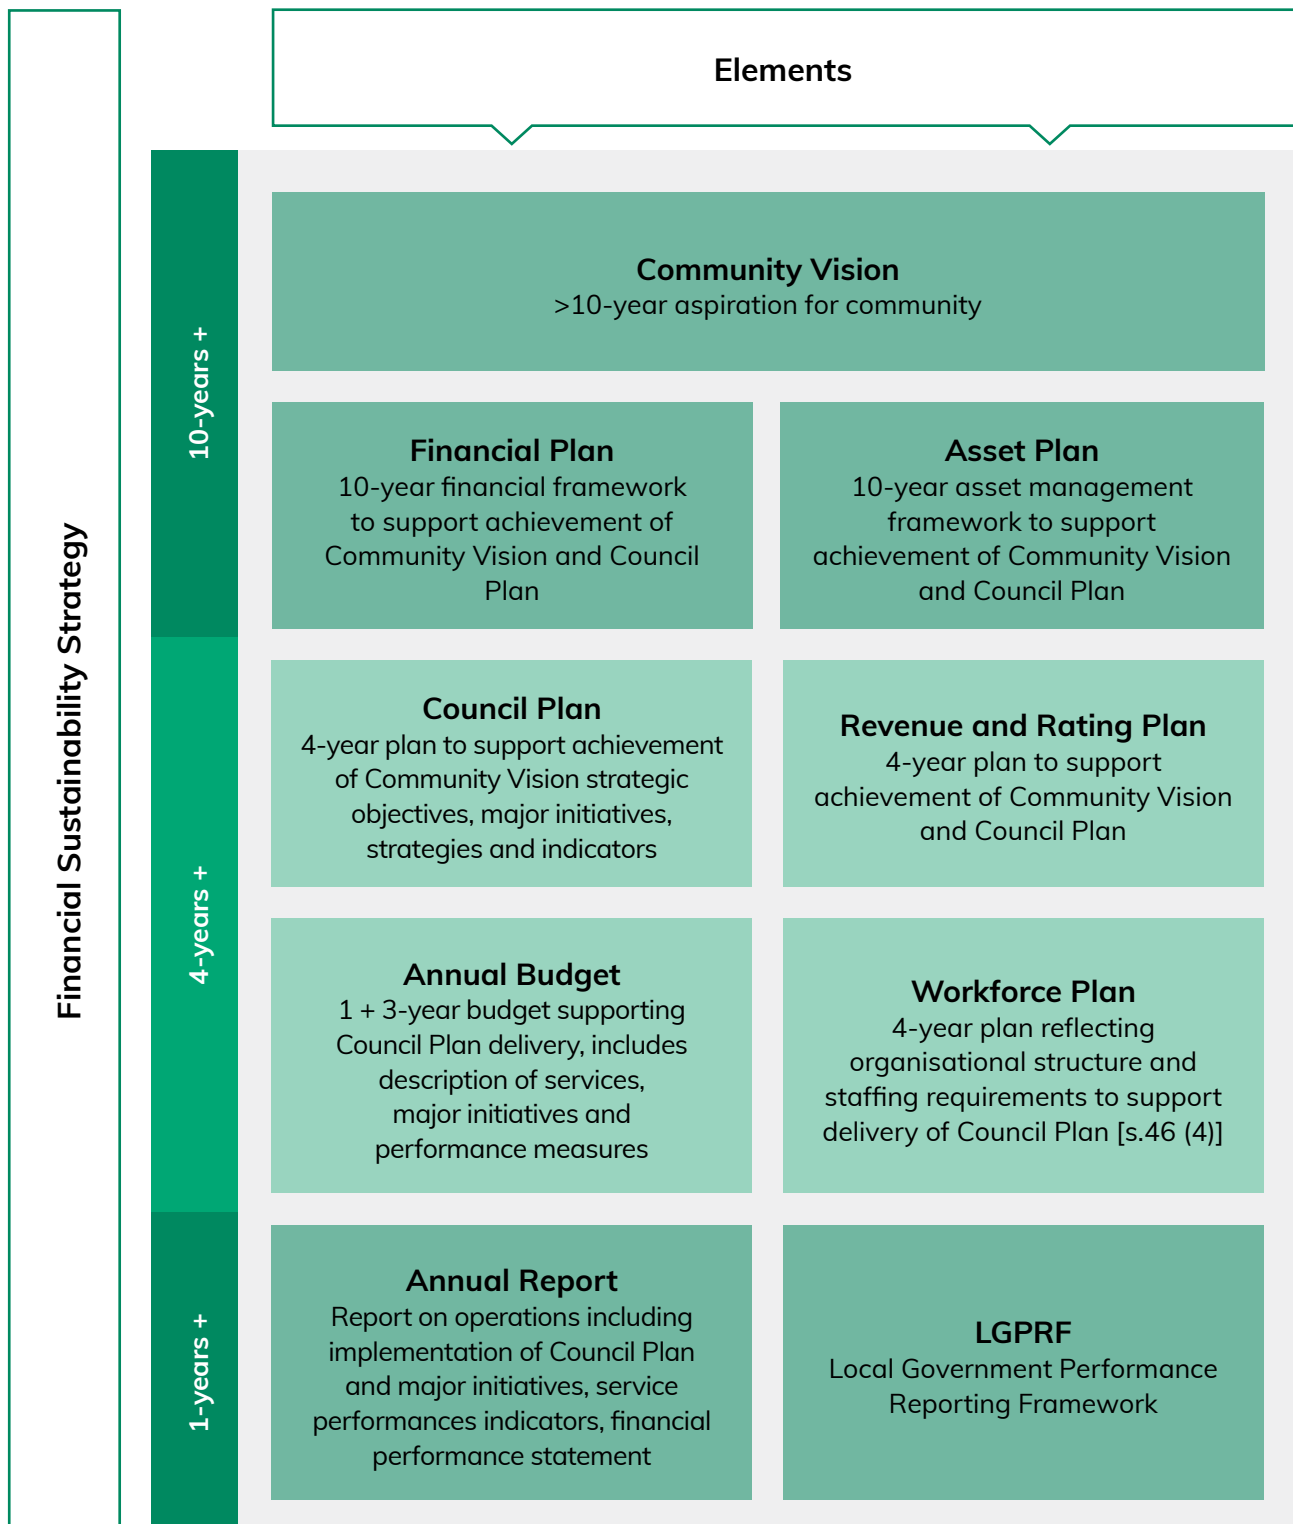 Financial Sustainability Strategy
Elements
10-years +
Community Vision
>10-year aspiration for community
Financial Plan
10-year financial framework
to support achievement of
Community Vision and Council
Plan
Asset Plan
10-year asset management
framework to support
achievement of Community Vision
and Council Plan
4-years +
Council Plan
4-year plan to support achievement
of Community Vision strategic
objectives, major initiatives,
strategies and indicators
Revenue and Rating Plan
4-year plan to support
achievement of Community Vision
and Council Plan
Annual Budget
1 + 3-year budget supporting
Council Plan delivery, includes
description of services,
major initiatives and
performance measures
Workforce Plan
4-year plan reflecting
organisational structure and
staffing requirements to support
delivery of Council Plan [s.46 (4)]
1-years +
Annual Report
Report on operations including
implementation of Council Plan
and major initiatives, service
performances indicators, financial
performance statement
LGPRF
Local Government Performance
Reporting Framework